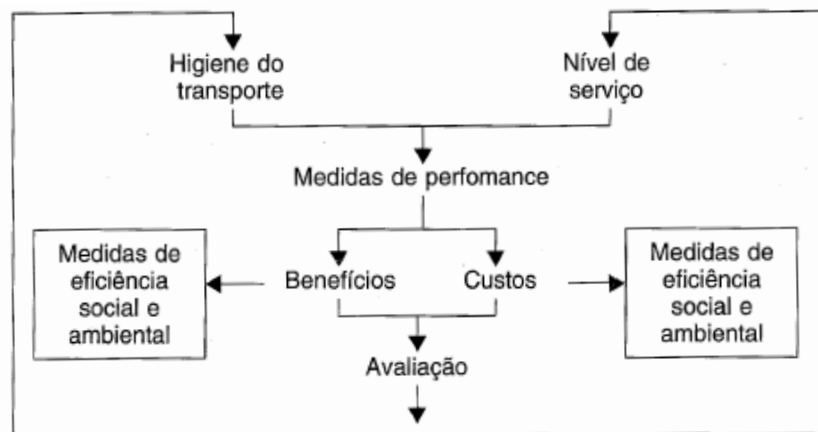 Higiene do
transporte
Nível de
serviço
Medidas de perfomance
Medidas de
eficiência
social e
ambiental
Benefícios
Custos
Medidas de
eficiência
social e
ambiental
Avaliação